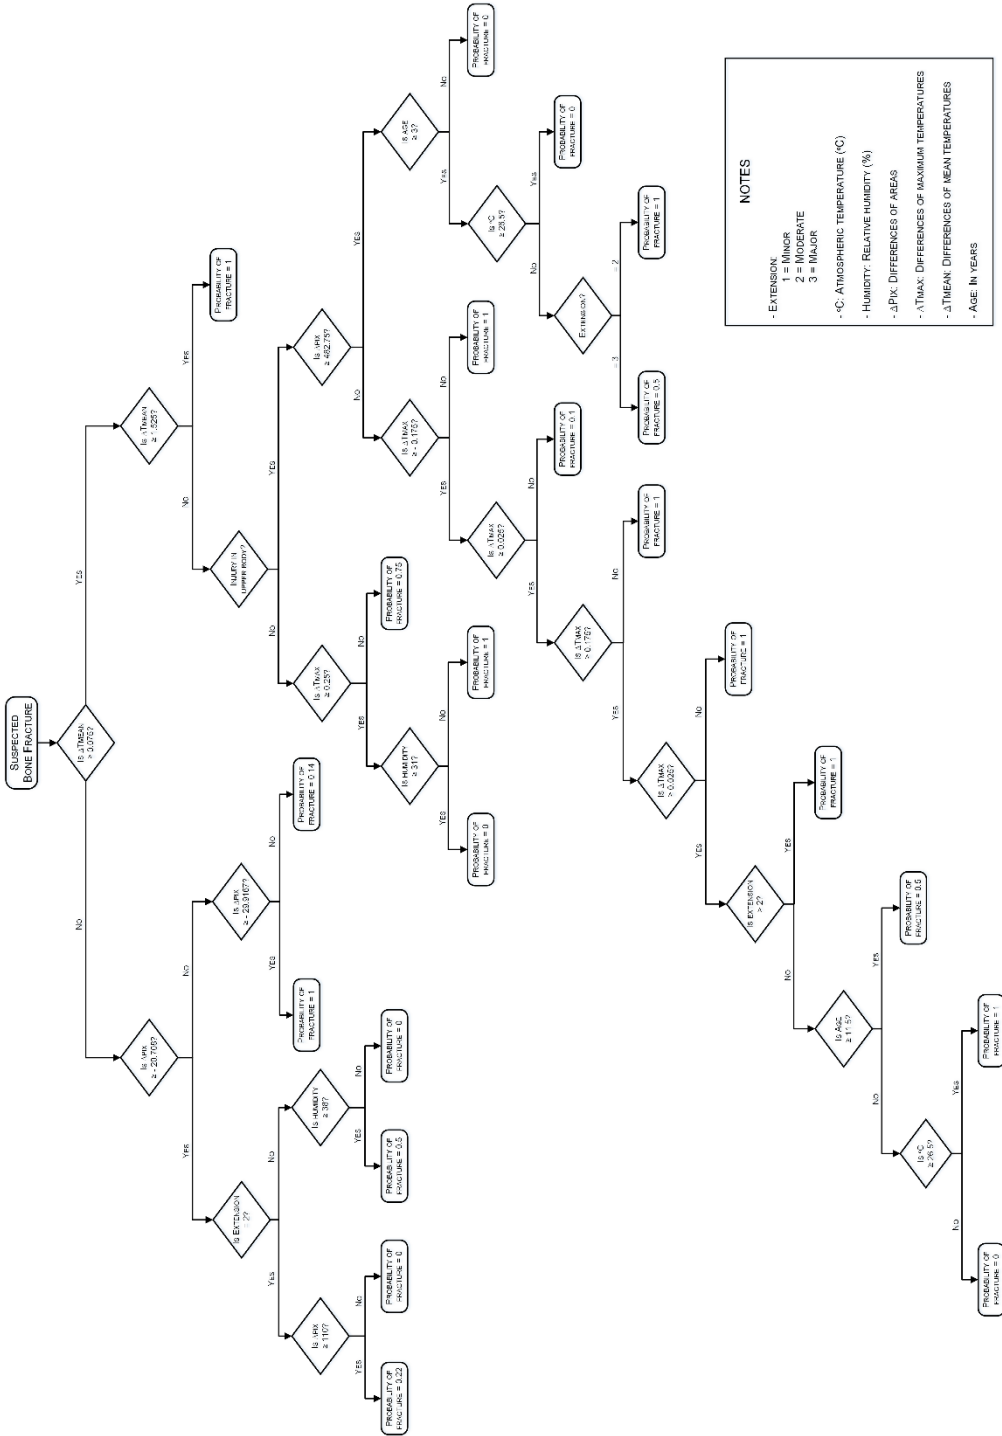 SUSPECTED
BONE FRACTURE
IS ΔTMEAN
≥ 0.075?
NO
YES
IS ΔPIX
≥ - 20.708?
IS ΔTMEAN
≥ 1.525?
YES
NO
NO
YES
IS EXTENSION
= 2?
IS ΔPIX
≥ - 29.9167?
INJURY IN
UPPER BODY?
PROBABILITY OF
FRACTURE = 1
YES
NO
YES
NO
NO
YES
IS ΔPIX
≥ 110?
IS HUMIDITY
≥ 38?
PROBABILITY OF
FRACTURE = 1
PROBABILITY OF
FRACTURE = 0.14
IS ΔTMAX
≥ 0.25?
IS ΔPIX
≥ 482.75?
YES
NO
YES
NO
YES
NO
NO
YES
PROBABILITY OF
FRACTURE = 0.22
PROBABILITY OF
FRACTURE = 0
PROBABILITY OF
FRACTURE = 0.5
PROBABILITY OF
FRACTURE = 0
IS HUMIDITY
≥ 31?
PROBABILITY OF
FRACTURE = 0.75
IS ΔTMAX
≥ - 0.175?
IS AGE
≥ 3?
YES
NO
YES
NO
YES
NO
PROBABILITY OF
FRACTURE = 0
PROBABILITY OF
FRACTURE = 1
IS ΔTMAX
≥ 0.025?
PROBABILITY OF
FRACTURE = 1
IS ºC
≥ 26.5?
PROBABILITY OF
FRACTURE = 0
YES
NO
NO
YES
IS ΔTMAX
≥ 0.175?
PROBABILITY OF
FRACTURE = 0.1
EXTENSION?
PROBABILITY OF
FRACTURE = 0
YES
NO
= 3
= 2
IS ΔTMAX
PROBABILITY OF
FRACTURE = 1
PROBABILITY OF
FRACTURE = 0.5
PROBABILITY OF
FRACTURE = 1
YES
NO
IS EXTENSION
PROBABILITY OF
FRACTURE = 1
NO
YES
IS AGE
≥ 11.5?
PROBABILITY OF
FRACTURE = 1
NO
YES
IS ºC
≥ 26.5?
PROBABILITY OF
FRACTURE = 0.5
NO
YES
PROBABILITY OF
FRACTURE = 0
PROBABILITY OF
FRACTURE = 1
NOTES
- EXTENSION:
1 = MINOR
2 = MODERATE
3 = MAJOR
- ºC: ATMOSPHERIC TEMPERATURE (ºC)
- HUMIDITY: RELATIVE HUMIDITY (%)
- ΔPIX: DIFFERENCES OF AREAS
- ΔTMAX: DIFFERENCES OF MAXIMUM TEMPERATURES
- ΔTMEAN: DIFFERENCES OF MEAN TEMPERATURES
- AGE: IN YEARS